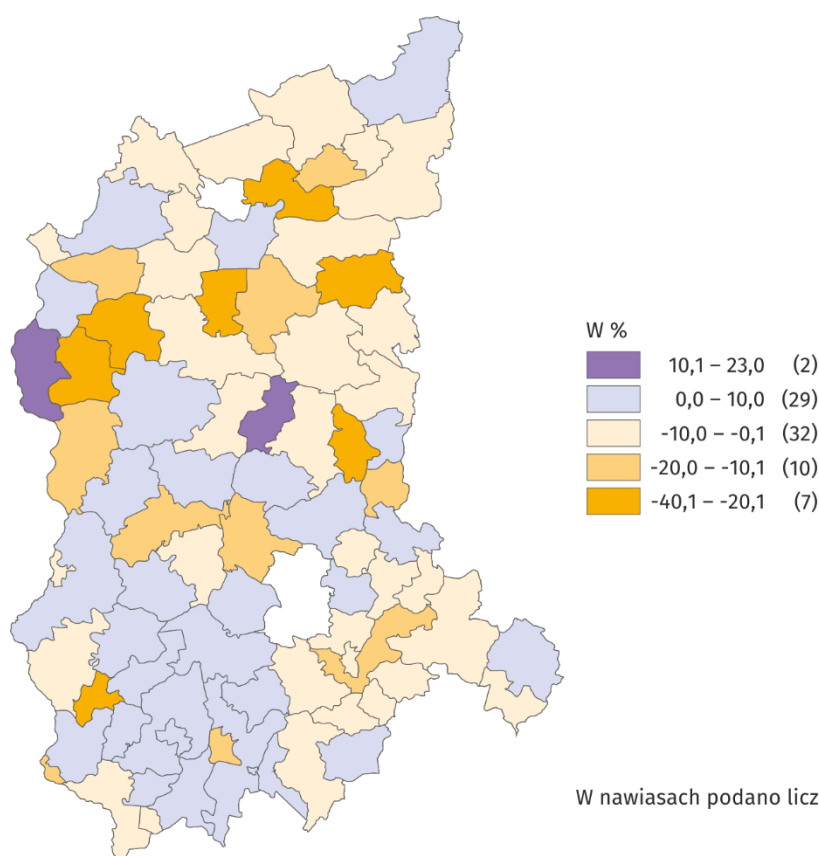 W %
10,1 – 23,0 (2)
0,0 – 10,0 (29)
-10,0 – -0,1 (32)
-20,0 – -10,1 (10)
-40,1 – -20,1 (7)
W nawiasach podano licz